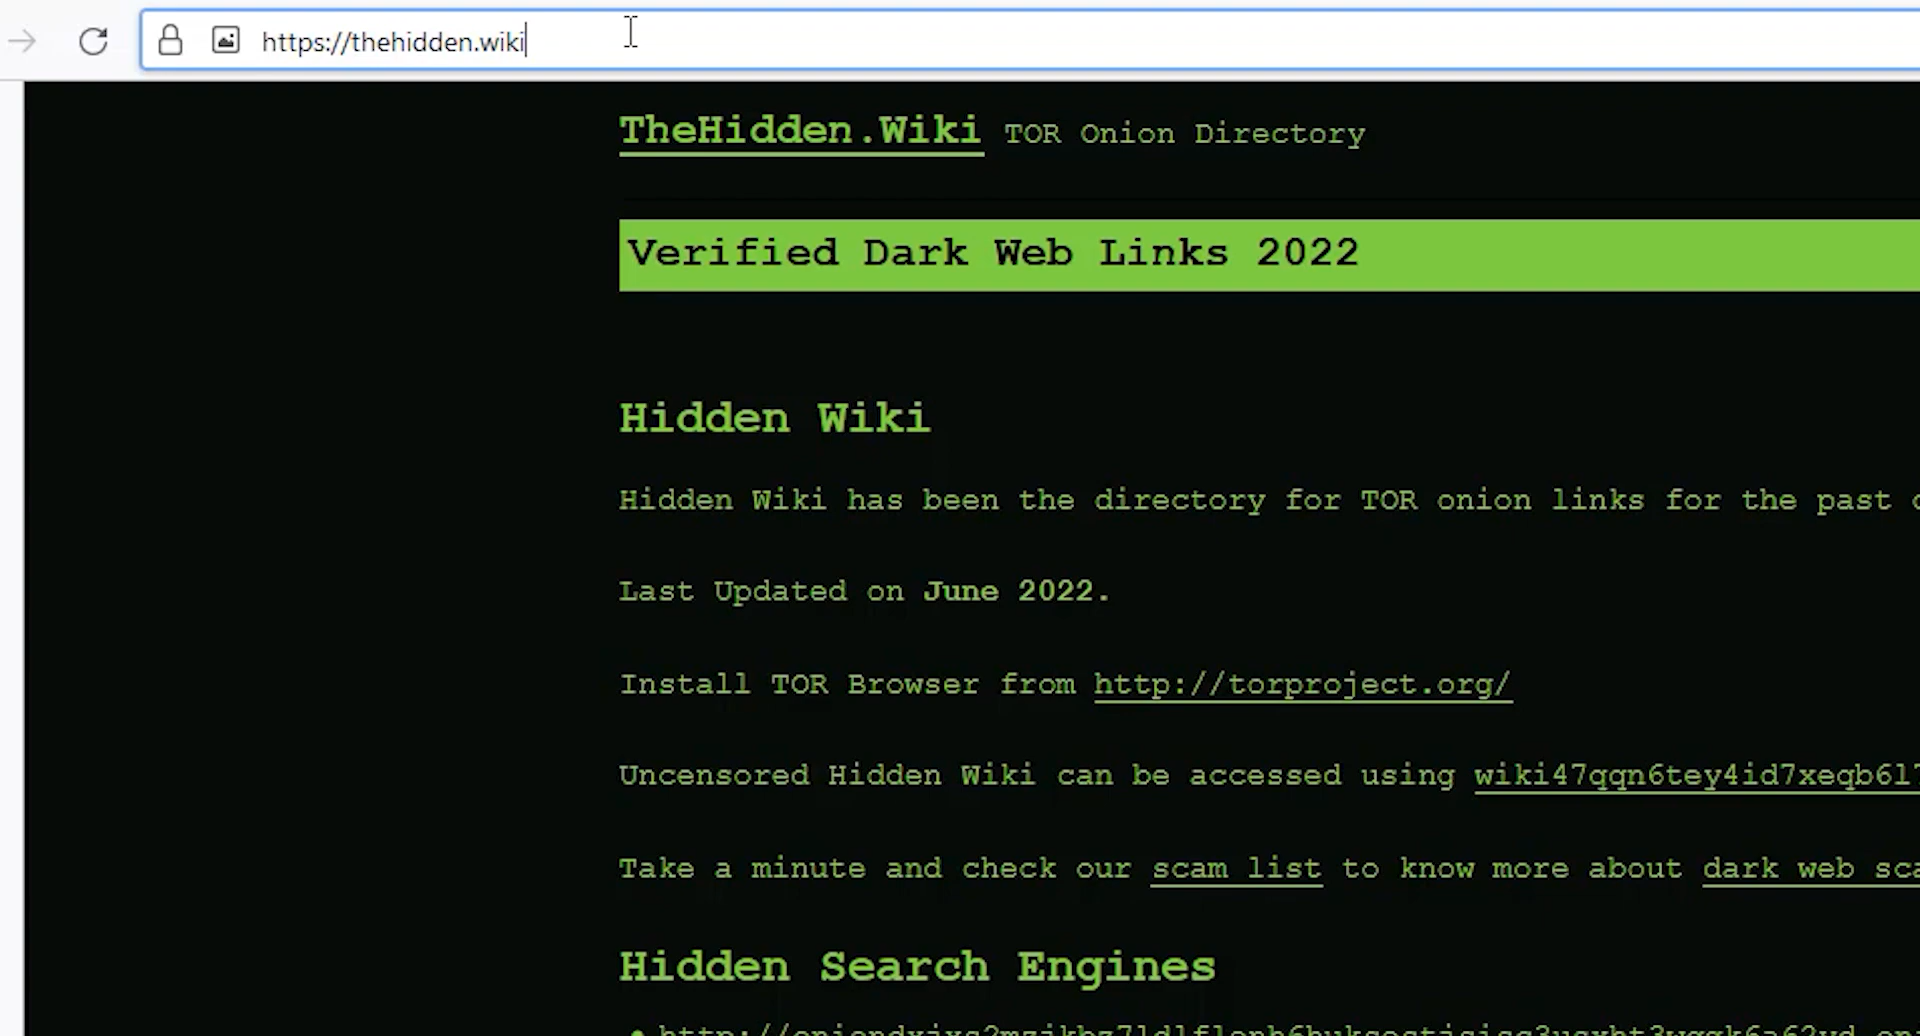 https://thehidden.wiki
TheHidden.Wiki TOR Onion Directory
Verified Dark Web Links 2022
Hidden Wiki
Hidden Wiki has been the directory for TOR onion links for the past
Last Updated on June 2022.
Install TOR Browser from http://torproject.org/
Uncensored Hidden Wiki can be accessed using wiki47qqn6tey4id7xeqb6l7
Take a minute and check our scam list to know more about dark web sca
Hidden Search Engines